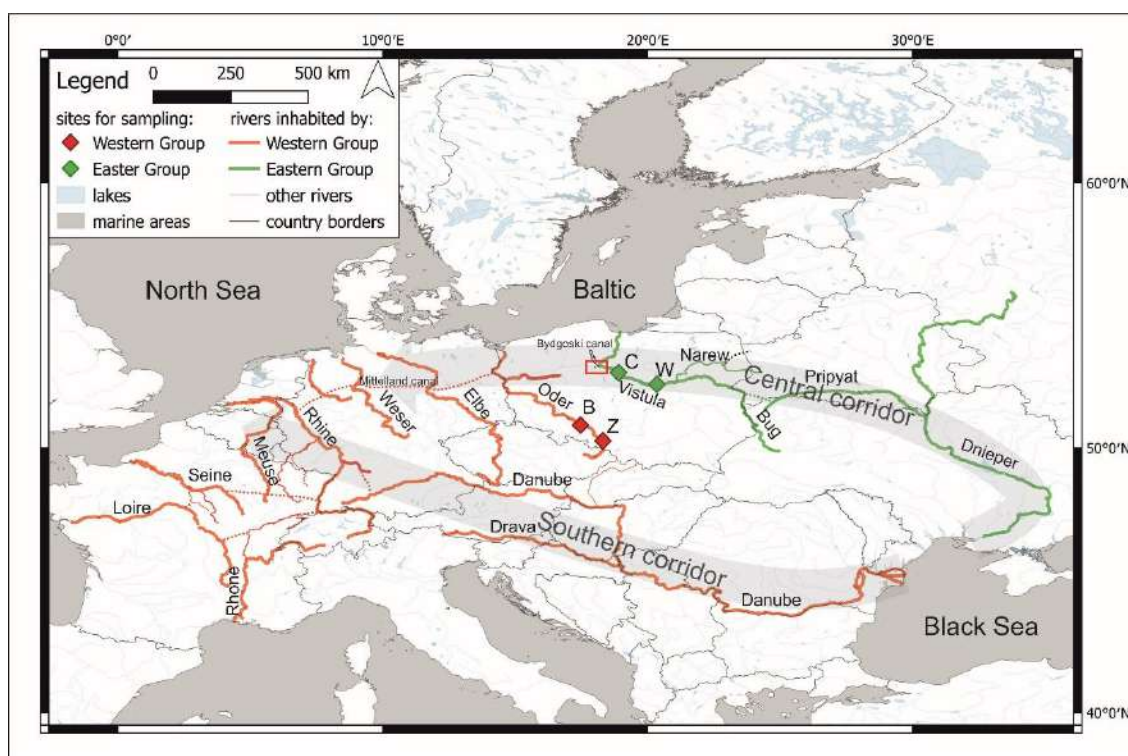 0°0'
10°0'E
20°0'E
30°0'E
Legend
0 250 500 km
sites for sampling:
rivers inhabited by:
Western Group
Western Group
Easter Group
Eastern Group
lakes
other rivers
marine areas
country borders
60°0'N
North Sea
Baltic
Bydgoski canal
C
W
Narew
Pripyat
Central corridor
Mittelland canal
Weser
Elbe
Oder
B
Vistula
Z
Bug
Rhine
Meuse
50°0'N
Dnieper
Seine
Danube
Loire
Drava
Southern corridor
Rhone
Danube
Black Sea
40°0'N